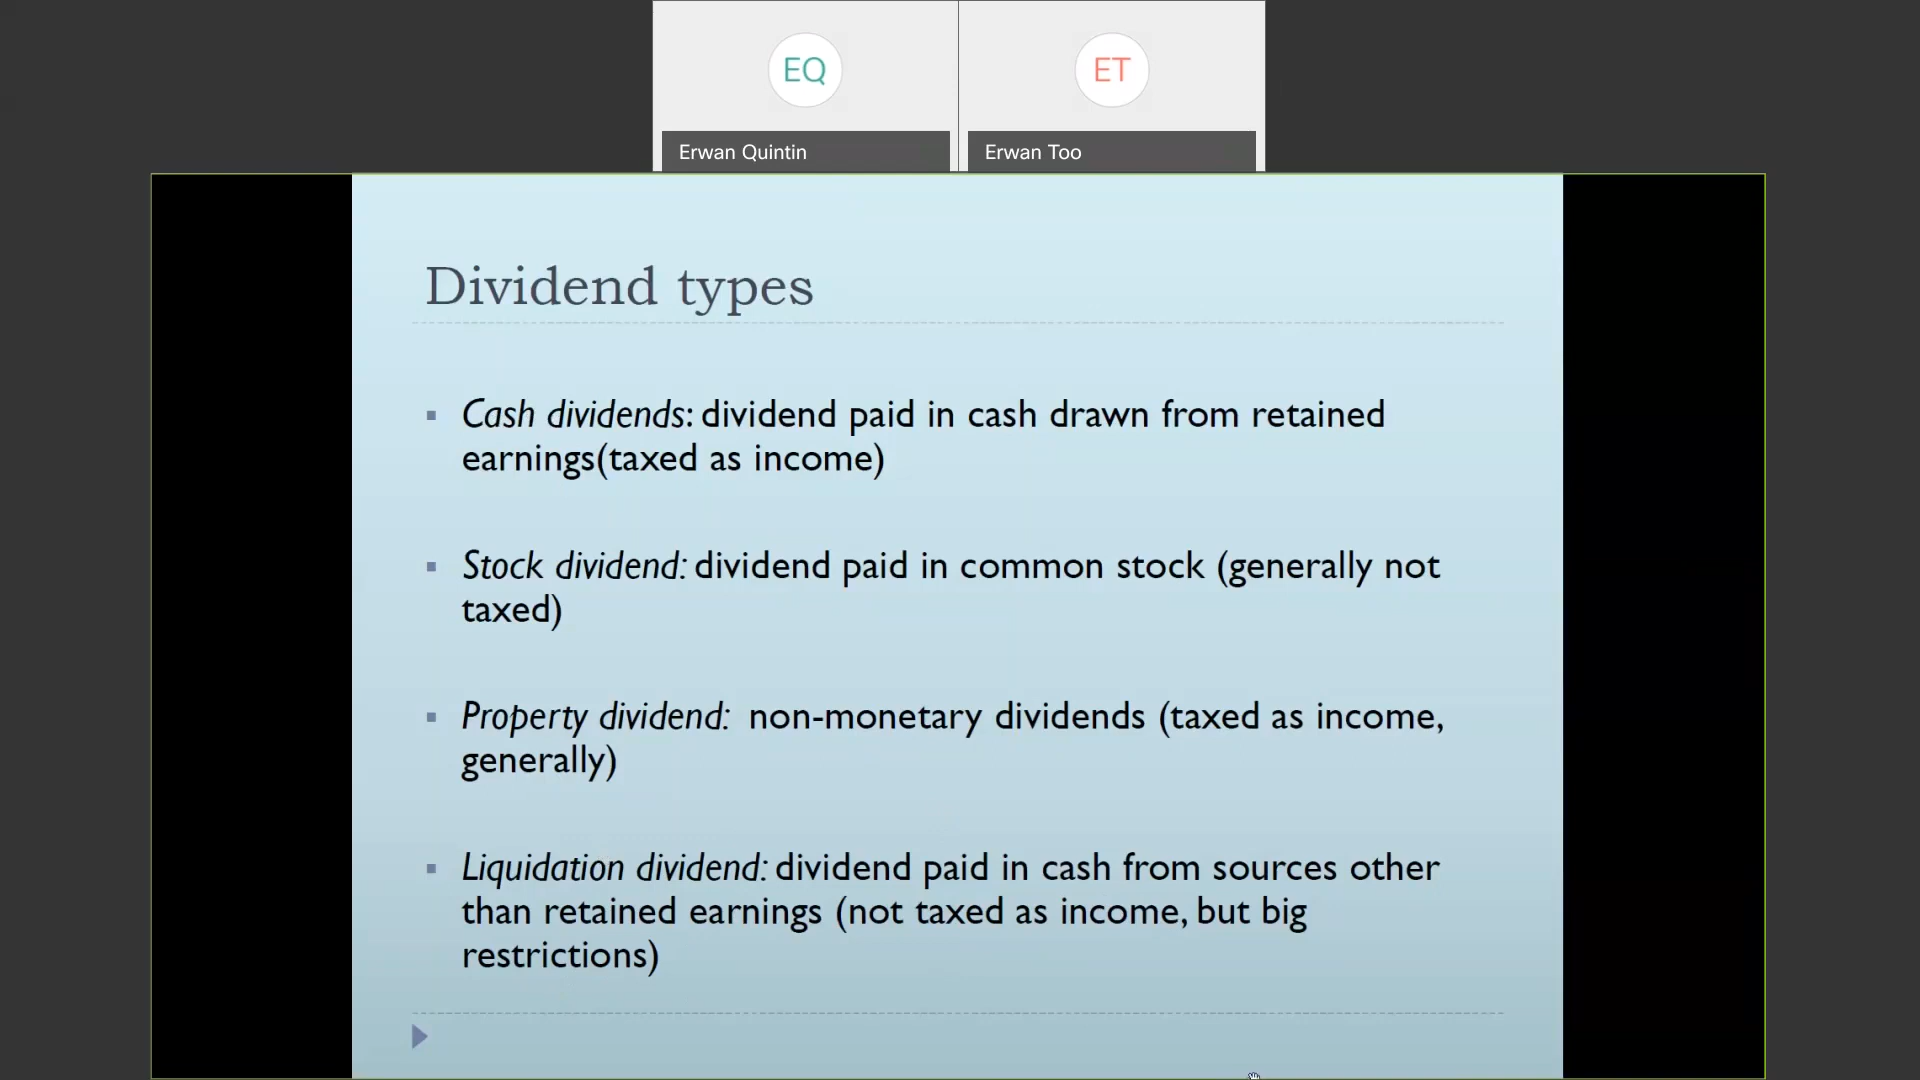 EQ
ET
Erwan Quintin
Erwan Too
Dividend types
Cash dividends: dividend paid in cash drawn from retained
earnings(taxed as income)
Stock dividend: dividend paid in common stock (generally not
taxed)
Property dividend: non-monetary dividends (taxed as income,
generally)
Liquidation dividend: dividend paid in cash from sources other
than retained earnings (not taxed as income, but big
restrictions)